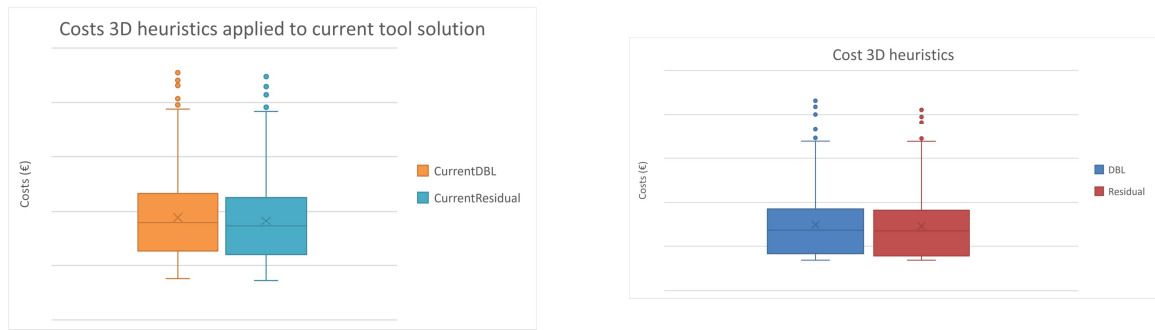 Costs 3D heuristics applied to current tool solution
Costs (€)
CurrentDBL
CurrentResidual
Cost 3D heuristics
Costs (€)
DBL
Residual